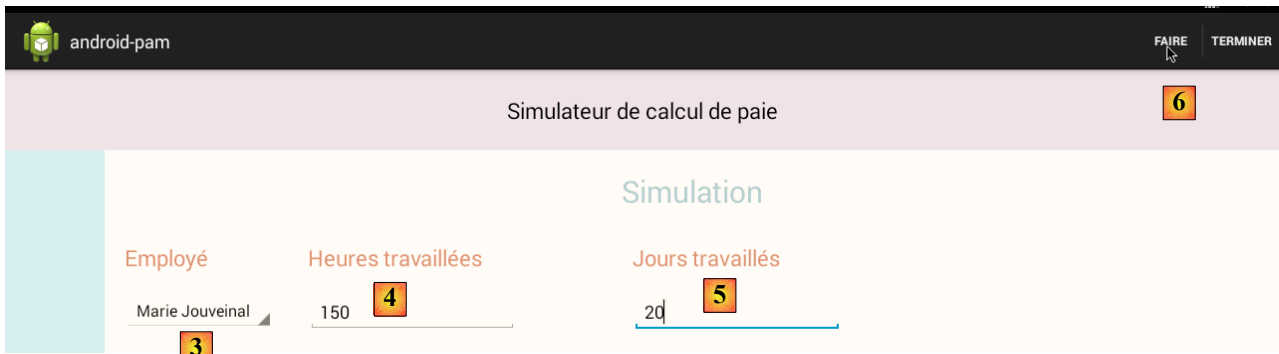 android-pam FAIRE TERMINER
6
Simulateur de calcul de paie
Simulation
Employé Heures travaillées Jours travaillés
Marie Jouveinal 150 4 20 5
3